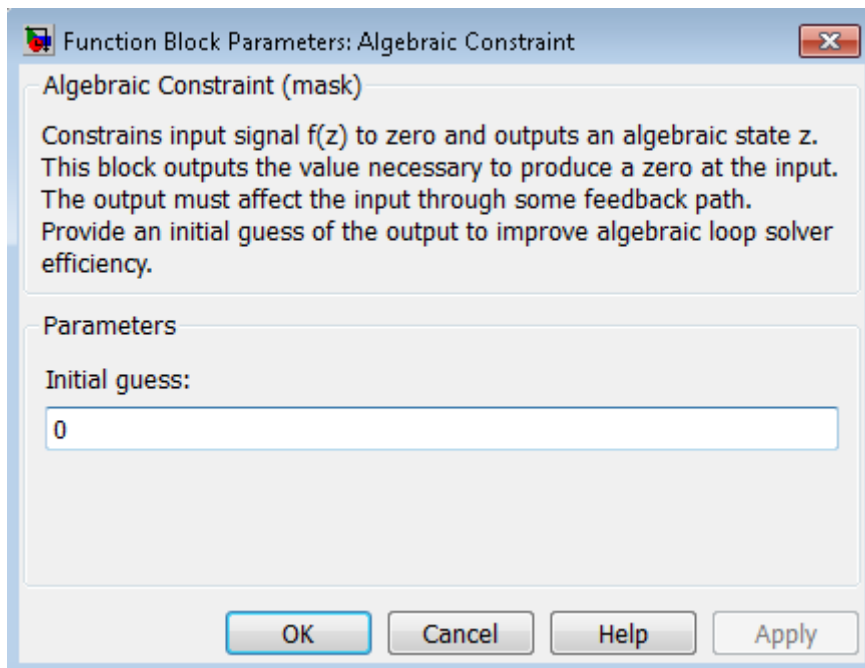 Function Block Parameters: Algebraic Constraint
Algebraic Constraint (mask)
Constrains input signal f(z) to zero and outputs an algebraic state z.
This block outputs the value necessary to produce a zero at the input.
The output must affect the input through some feedback path.
Provide an initial guess of the output to improve algebraic loop solver
efficiency.
Parameters
Initial guess:
0
OK Cancel Help Apply